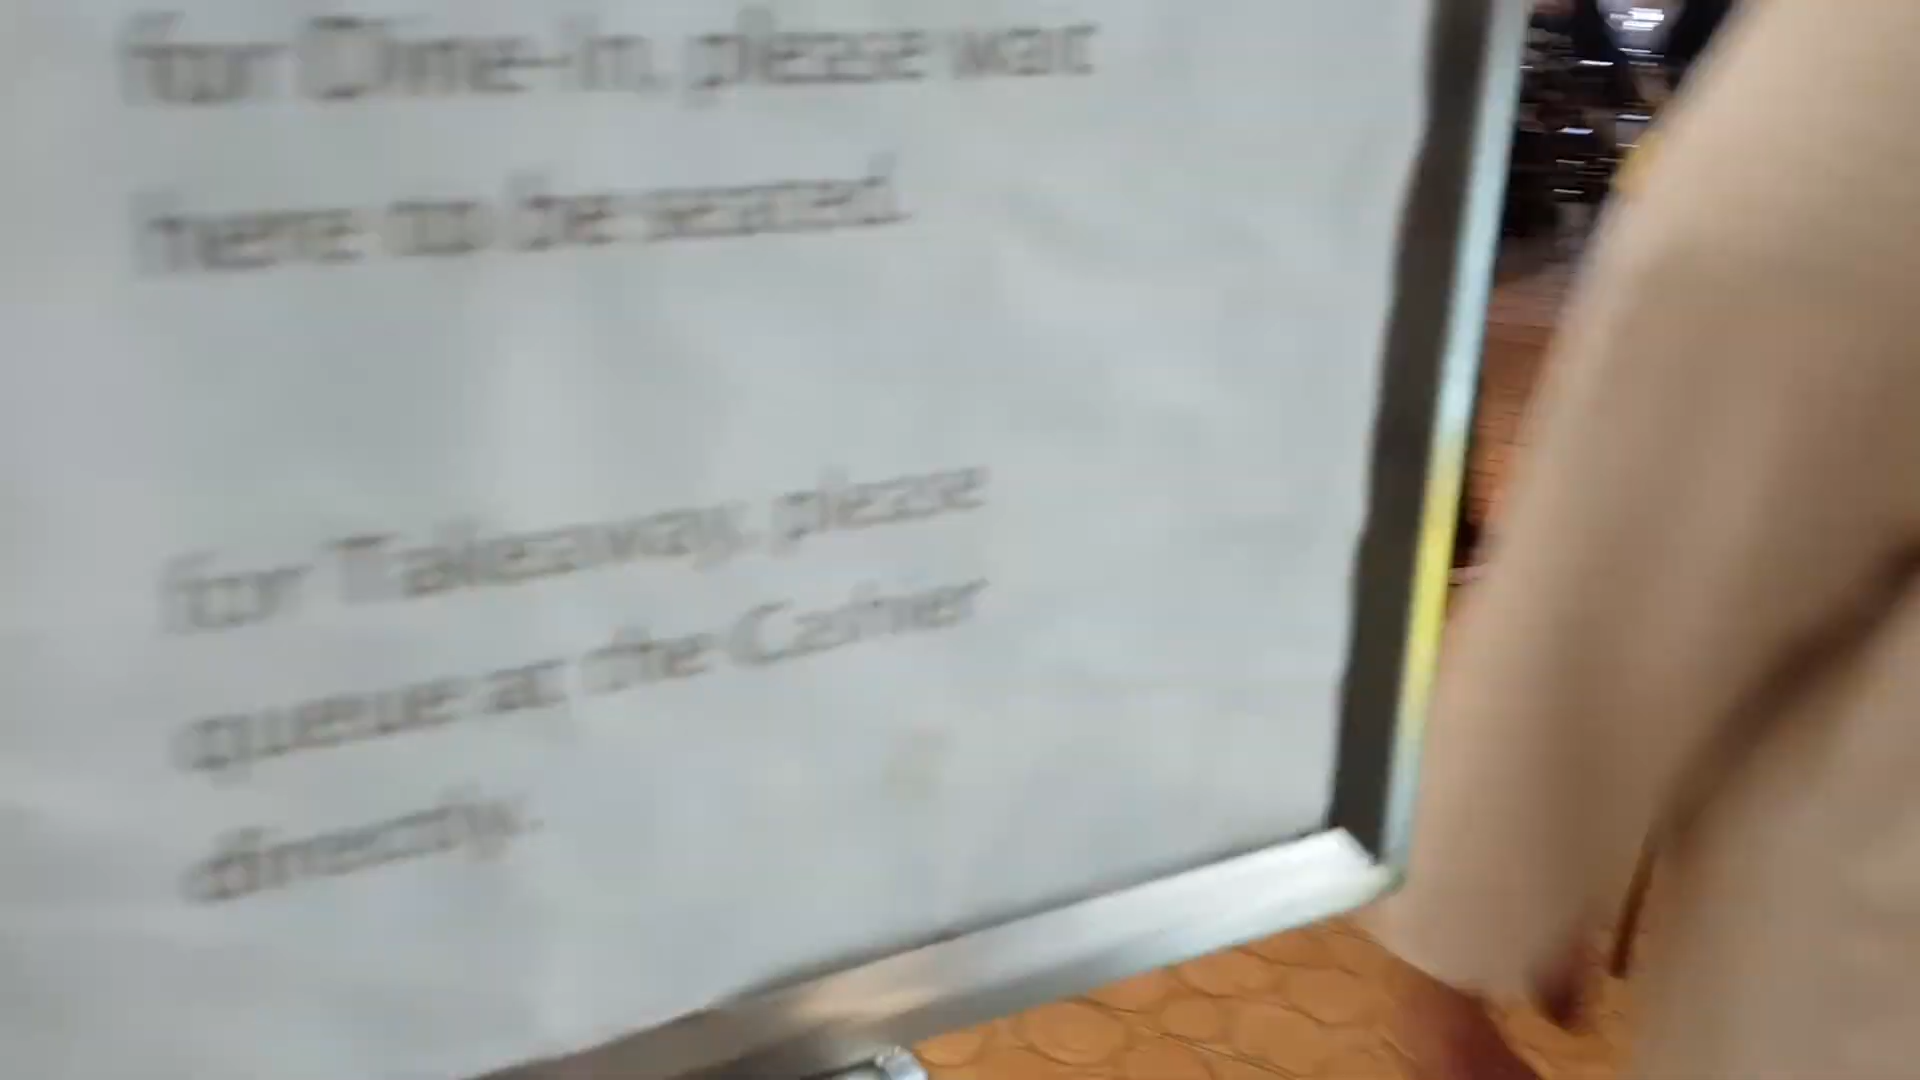 for Dine-In, please wait
here to be seated.
for Takeaway, please
queue at the Cashier
directly.